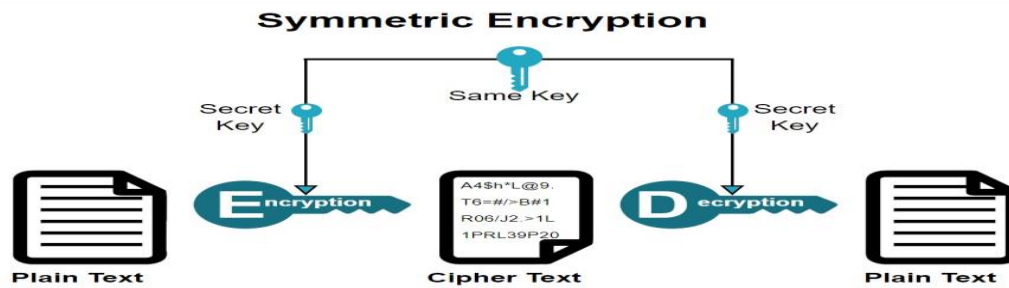 Symmetric Encryption
Same Key
Secret
Key
Secret
Key
Encryption
A4$h*L@9.
T6=#/>B#1
R06/J2.>1L
1PRL39P20
Decryption
Plain Text
Cipher Text
Plain Text